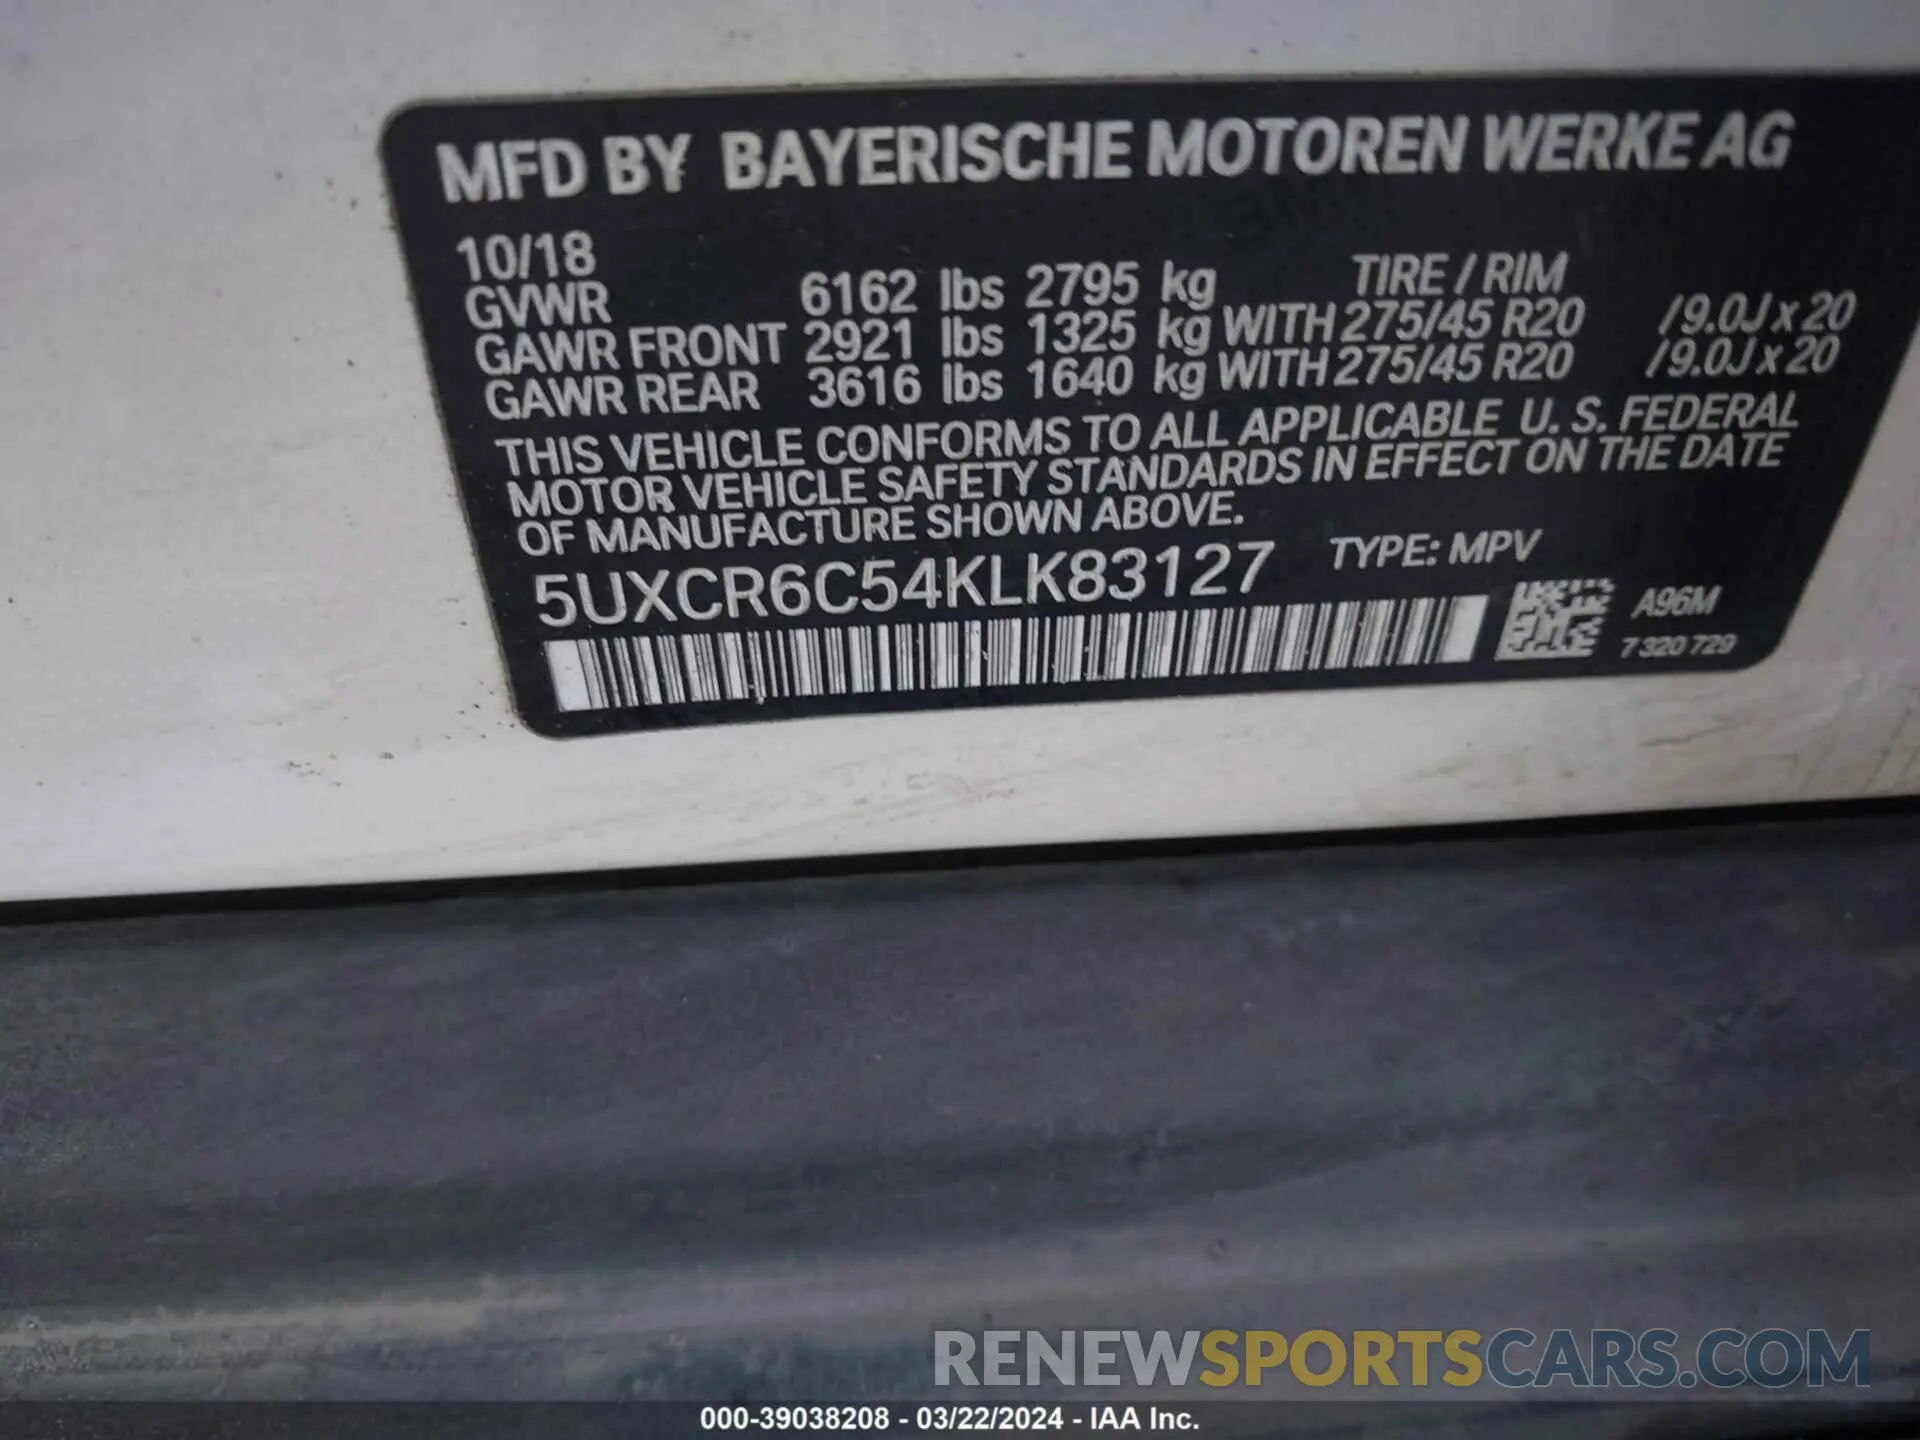 MFD BY BAYERISCHE MOTOREN WERKE AG
10/18
TIRE / RIM
GVWR 6162 lbs 2795 kg
GAWR FRONT 2921 lbs 1325 kg WITH 275/45 R20 /9.0J x 20
GAWR REAR 3616 lbs 1640 kg WITH 275/45 R20 /9.0J x 20
THIS VEHICLE CONFORMS TO ALL APPLICABLE U. S. FEDERAL
MOTOR VEHICLE SAFETY STANDARDS IN EFFECT ON THE DATE
OF MANUFACTURE SHOWN ABOVE.
5UXCR6C54KLK83127 TYPE: MPV
A96M
7 320 729
RENEWSPORTSCARS.COM
000-39038208 - 03/22/2024 - IAA Inc.